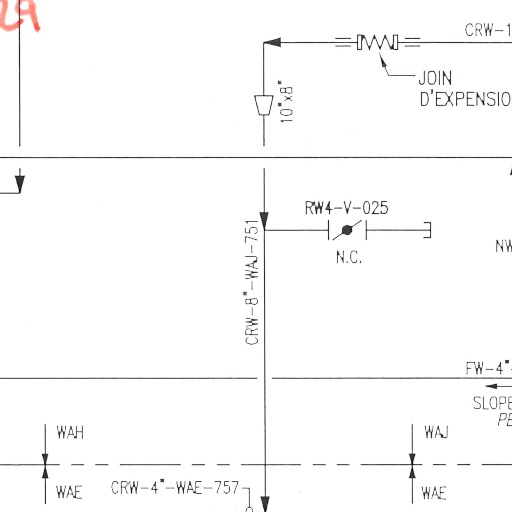 29
CRW-1
JOIN
D'EXPENSIO
10"x8"
RW4-V-025
N.C.
CRW-8"-WAJ-751
NW
FW-4"-
SLOPE
PE
WAH
WAJ
WAE
CRW-4"-WAE-757
WAE